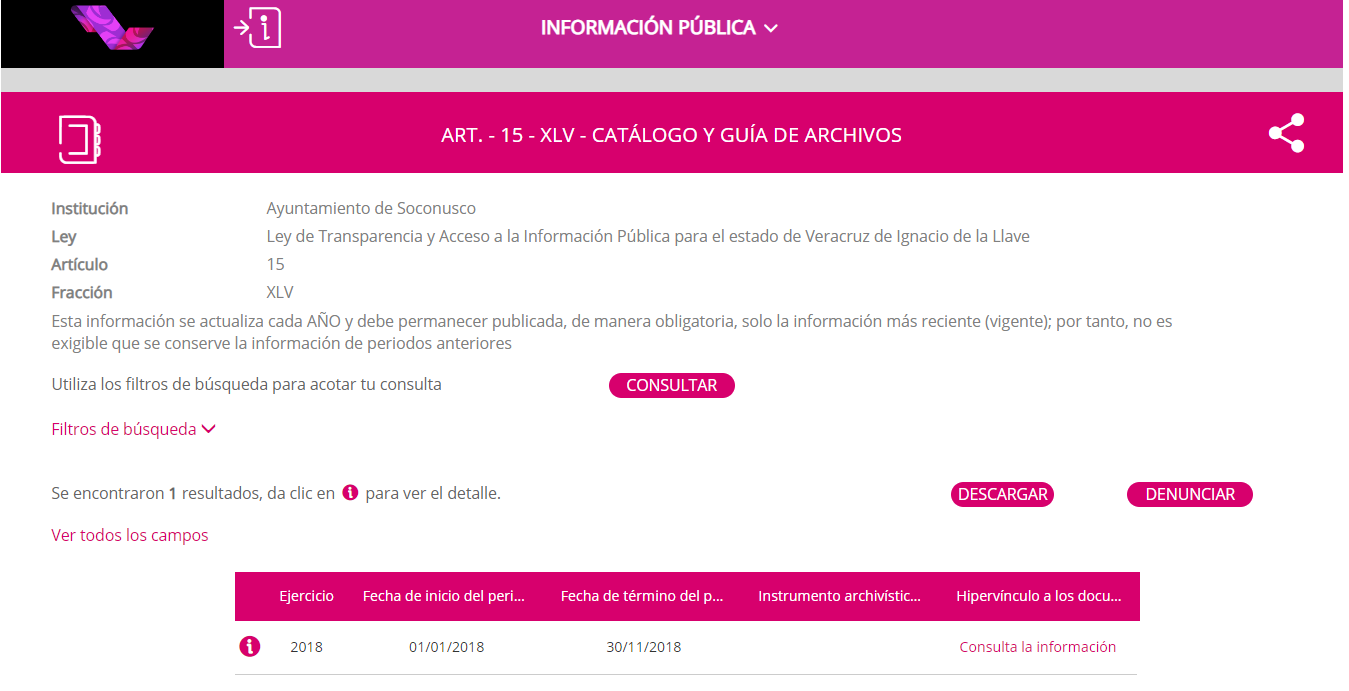 INFORMACIÓN PÚBLICA
ART. - 15 - XLV - CATÁLOGO Y GUÍA DE ARCHIVOS
Institución Ayuntamiento de Soconusco
Ley Ley de Transparencia y Acceso a la Información Pública para el estado de Veracruz de Ignacio de la Llave
Artículo 15
Fracción XLV
Esta información se actualiza cada AÑO y debe permanecer publicada, de manera obligatoria, solo la información más reciente (vigente); por tanto, no es
exigible que se conserve la información de periodos anteriores
Utiliza los filtros de búsqueda para acotar tu consulta CONSULTAR
Filtros de búsqueda
Se encontraron 1 resultados, da clic en i para ver el detalle. DESCARGAR DENUNCIAR
Ver todos los campos
Ejercicio Fecha de inicio del peri... Fecha de término del p... Instrumento archivístic... Hipervínculo a los docu...
2018 01/01/2018 30/11/2018 Consulta la información